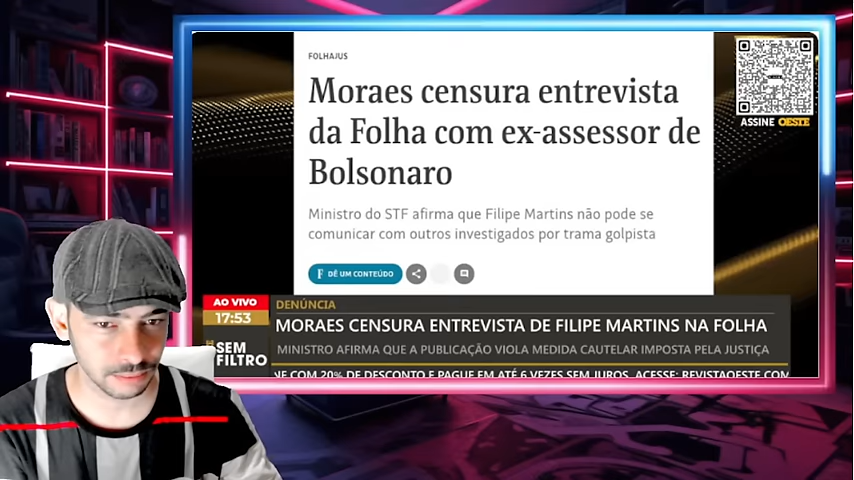 FOLHAJUS
Moraes censura entrevista
da Folha com ex-assessor de
Bolsonaro
Ministro do STF afirma que Filipe Martins não pode se
comunicar com outros investigados por trama golpista
F DÊ UM CONTEÚDO
ASSINE OESTE
AO VIVO
17:53
SEM
FILTRO
DENÚNCIA
MORAES CENSURA ENTREVISTA DE FILIPE MARTINS NA FOLHA
MINISTRO AFIRMA QUE A PUBLICAÇÃO VIOLA MEDIDA CAUTELAR IMPOSTA PELA JUSTIÇA
COM 20% DE DESCONTO E PAGUE EM ATÉ 6 VEZES SEM JUROS. ACESSE: REVISTAOESTE.COM